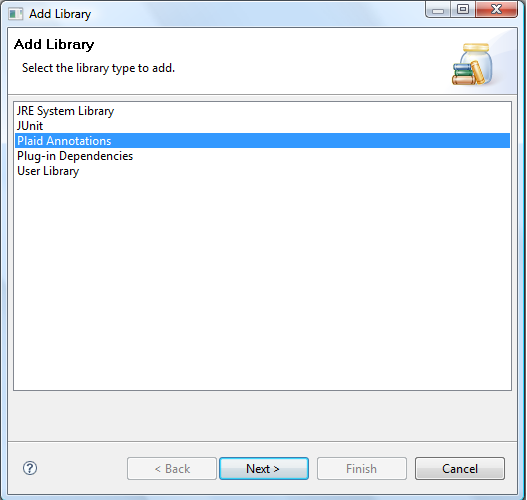 Add Library
Add Library
Select the library type to add.
JRE System Library
JUnit
Plaid Annotations
Plug-in Dependencies
User Library
?
< Back
Next >
Finish
Cancel